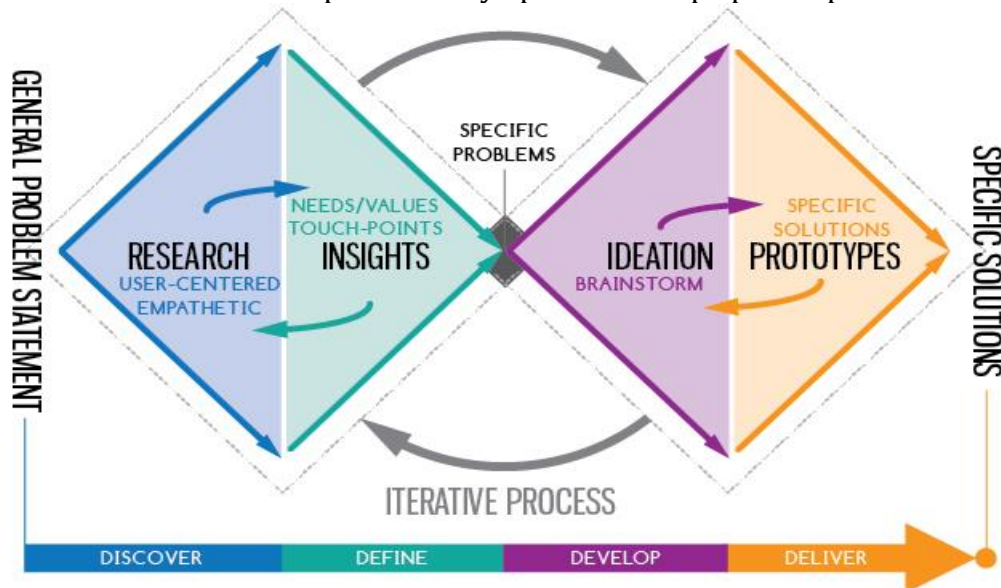 GENERAL PROBLEM STATEMENT
RESEARCH
USER-CENTERED
EMPATHETIC
NEEDS/VALUES
TOUCH-POINTS
INSIGHTS
SPECIFIC
PROBLEMS
IDEATION
BRAINSTORM
SPECIFIC
SOLUTIONS
PROTOTYPES
SPECIFIC SOLUTIONS
ITERATIVE PROCESS
DISCOVER
DEFINE
DEVELOP
DELIVER